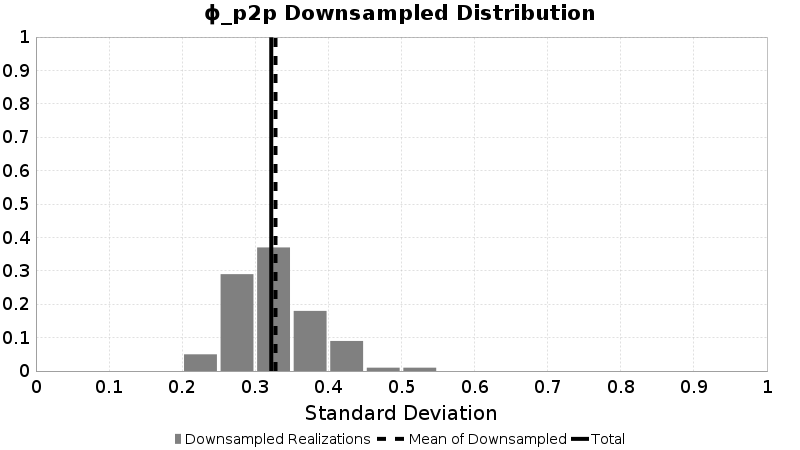 ϕ_p2p Downsampled Distribution
1
0.9
0.8
0.7
0.6
0.5
0.4
0.3
0.2
0.1
0
0 0.1 0.2 0.3 0.4 0.5 0.6 0.7 0.8 0.9 1
Standard Deviation
Downsampled Realizations Mean of Downsampled Total